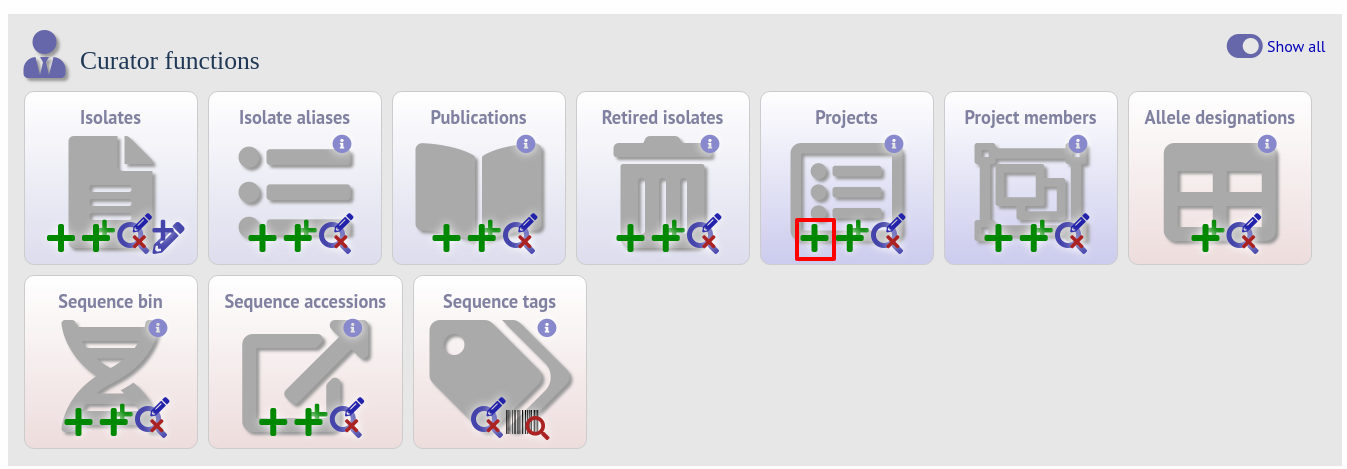 Curator functions
Show all
Isolates
Isolate aliases
Publications
Retired isolates
Projects
Project members
Allele designations
Sequence bin
Sequence accessions
Sequence tags